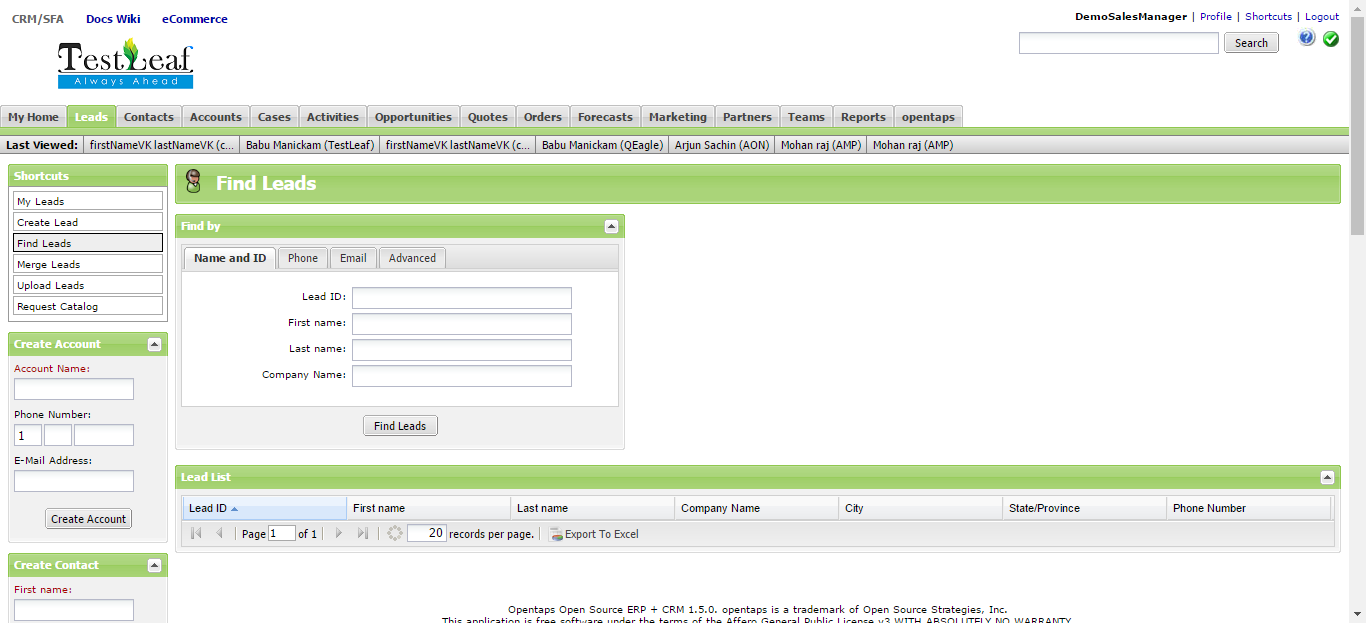 CRM/SFA Docs Wiki eCommerce
DemoSalesManager | Profile | Shortcuts | Logout
Search
TestLeaf
Always Ahead
My Home Leads Contacts Accounts Cases Activities Opportunities Quotes Orders Forecasts Marketing Partners Teams Reports opentaps
Last Viewed: firstNameVK lastNameVK (c... Babu Manickam (TestLeaf) firstNameVK lastNameVK (c... Babu Manickam (QEagle) Arjun Sachin (AON) Mohan raj (AMP) Mohan raj (AMP)
Shortcuts
My Leads
Create Lead
Find Leads
Merge Leads
Upload Leads
Request Catalog
Create Account
Account Name:
Phone Number:
1
E-Mail Address:
Create Account
Create Contact
First name:
Find Leads
Find by
Name and ID Phone Email Advanced
Lead ID:
First name:
Last name:
Company Name:
Find Leads
Lead List
Lead ID First name Last name Company Name City State/Province Phone Number
Page 1 of 1 20 records per page. Export To Excel
Opentaps Open Source ERP + CRM 1.5.0. opentaps is a trademark of Open Source Strategies, Inc.
This application is free software under the terms of the Affero General Public License v3 WITH ABSOLUTELY NO WARRANTY